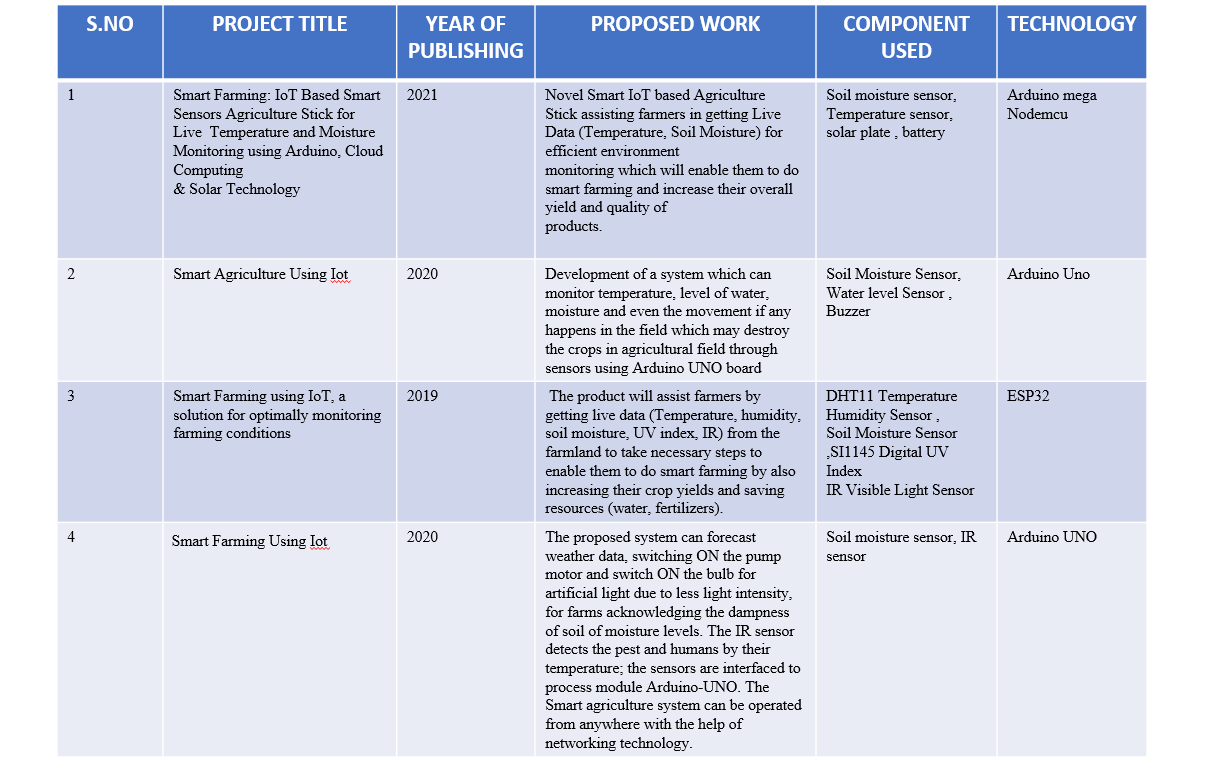 S.NO
PROJECT TITLE
YEAR OF
PUBLISHING
PROPOSED WORK
COMPONENT
USED
TECHNOLOGY
1
Smart Farming: IoT Based Smart
Sensors Agriculture Stick for
Live Temperature and Moisture
Monitoring using Arduino, Cloud
Computing
& Solar Technology
2021
Novel Smart IoT based Agriculture
Stick assisting farmers in getting Live
Data (Temperature, Soil Moisture) for
efficient environment
monitoring which will enable them to do
smart farming and increase their overall
yield and quality of
products.
Soil moisture sensor,
Temperature sensor,
solar plate , battery
Arduino mega
Nodemcu
2
Smart Agriculture Using Iot
2020
Development of a system which can
monitor temperature, level of water,
moisture and even the movement if any
happens in the field which may destroy
the crops in agricultural field through
sensors using Arduino UNO board
Soil Moisture Sensor,
Water level Sensor ,
Buzzer
Arduino Uno
3
Smart Farming using IoT, a
solution for optimally monitoring
farming conditions
2019
The product will assist farmers by
getting live data (Temperature, humidity,
soil moisture, UV index, IR) from the
farmland to take necessary steps to
enable them to do smart farming by also
increasing their crop yields and saving
resources (water, fertilizers).
DHT11 Temperature
Humidity Sensor ,
Soil Moisture Sensor
,SI1145 Digital UV
Index
IR Visible Light Sensor
ESP32
4
Smart Farming Using Iot
2020
The proposed system can forecast
weather data, switching ON the pump
motor and switch ON the bulb for
artificial light due to less light intensity,
for farms acknowledging the dampness
of soil of moisture levels. The IR sensor
detects the pest and humans by their
temperature; the sensors are interfaced to
process module Arduino-UNO. The
Smart agriculture system can be operated
from anywhere with the help of
networking technology.
Soil moisture sensor, IR
sensor
Arduino UNO